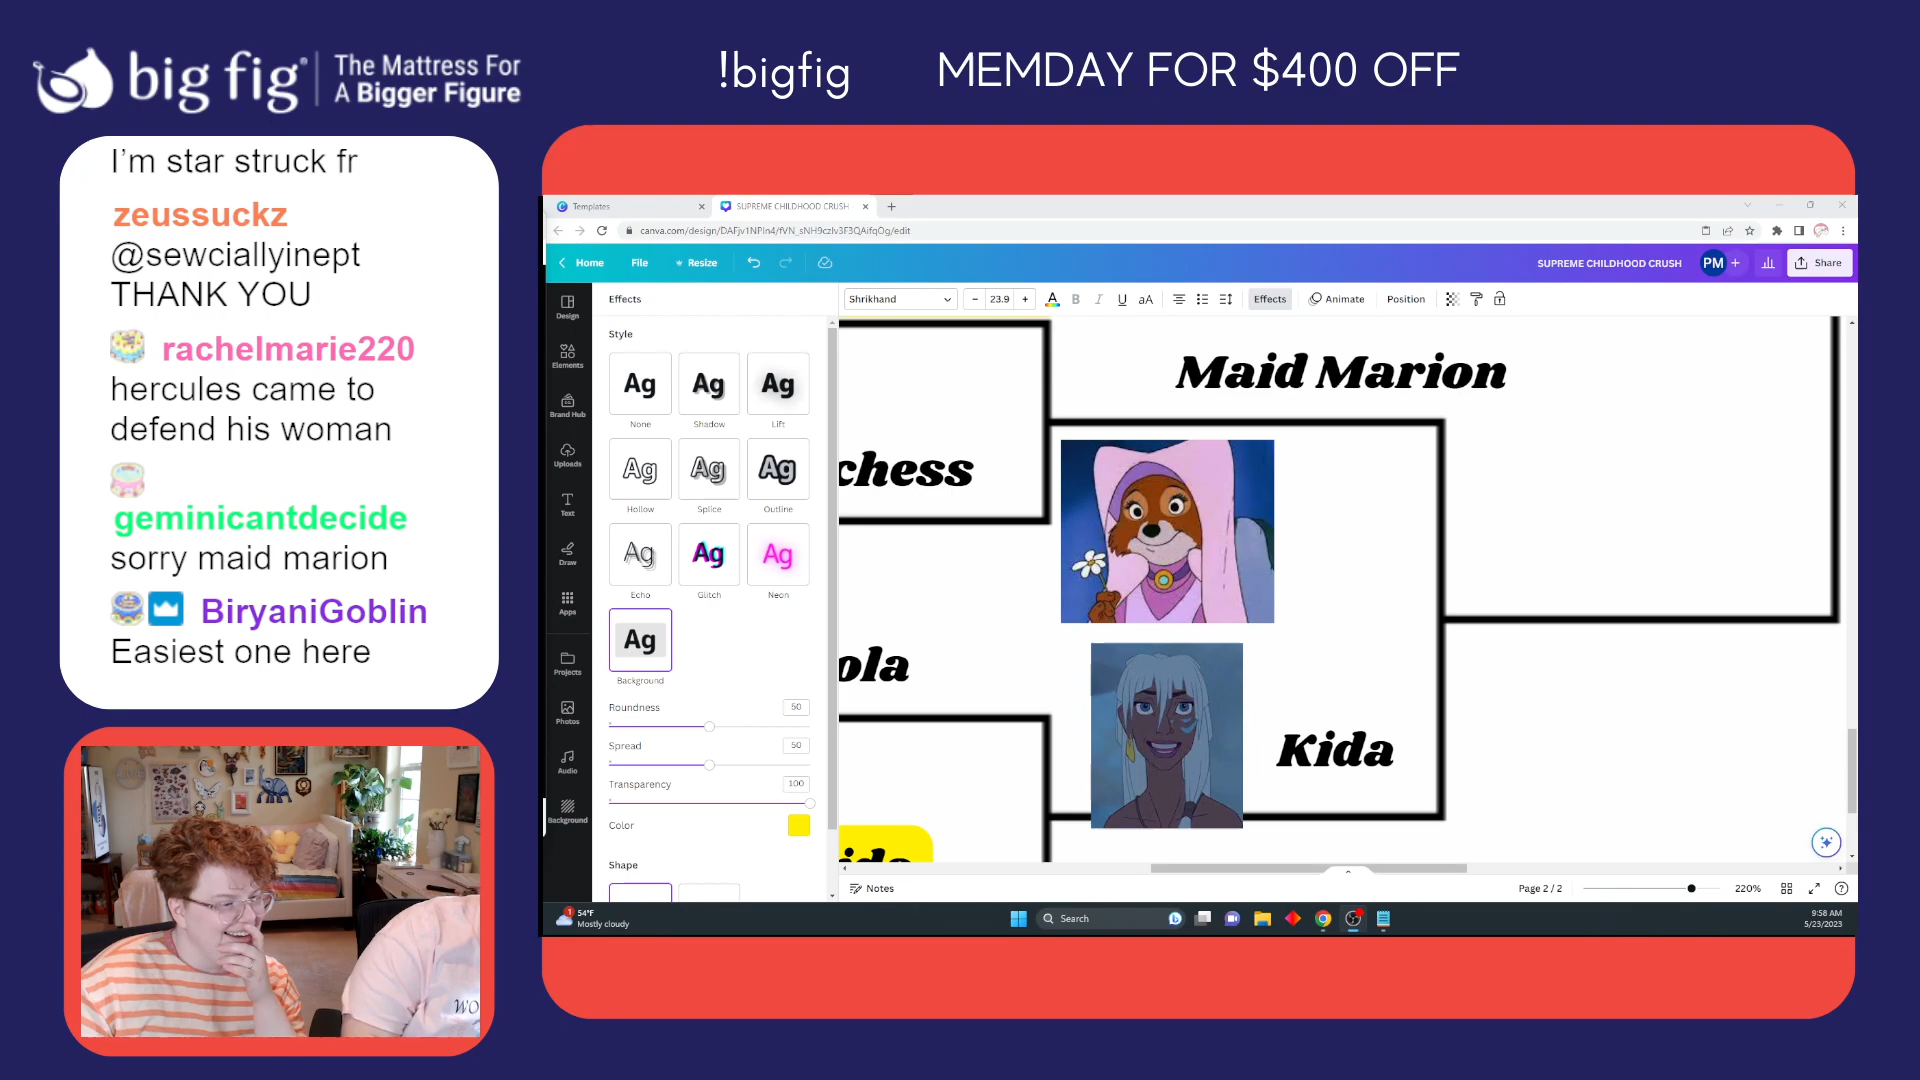 big fig® The Mattress For
A Bigger Figure
!bigfig MEMDAY FOR $400 OFF
I'm star struck fr
zeussuckz
@sewciallyinept
THANK YOU
rachelmarie220
hercules came to
defend his woman
geminicantdecide
sorry maid marion
BiryaniGoblin
Easiest one here
Templates
SUPREME CHILDHOOD CRUSH
canva.com/design/DAFjv1NPln4/fVN_sNH9czlv3F3QAifqOg/edit
Home File Resize
SUPREME CHILDHOOD CRUSH PM + Share
Design
Elements
Brand Hub
Uploads
Text
Draw
Apps
Projects
Photos
Audio
Background
Effects
Shrikhand − 23.9 + A B I U aA Effects Animate Position
Style
Ag Ag Ag
None Shadow Lift
Ag Ag Ag
Hollow Splice Outline
Ag Ag Ag
Echo Glitch Neon
Ag
Background
Roundness 50
Spread 50
Transparency 100
Color
Shape
Maid Marion
chess
ola
Kida
ida
Notes
Page 2 / 2 220%
1 54°F
Mostly cloudy
Search
9:58 AM
5/23/2023
WO